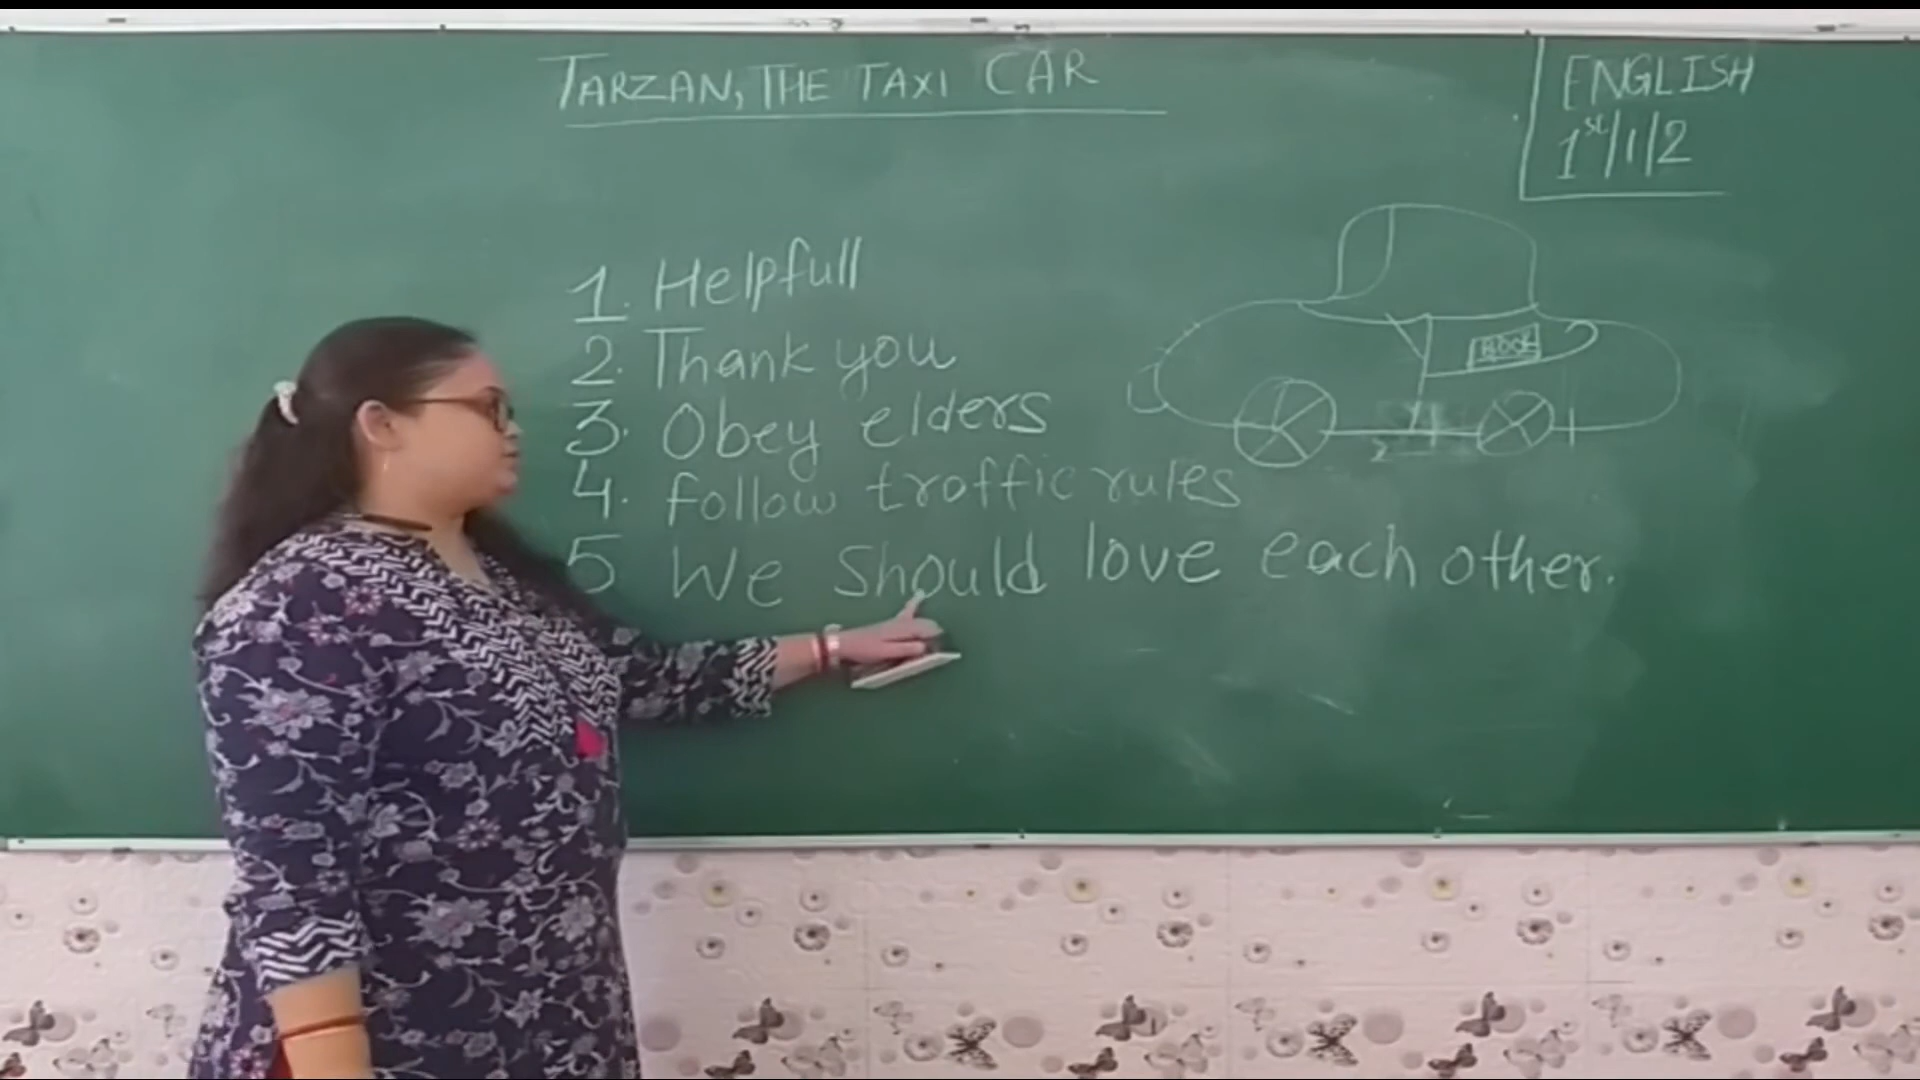 TARZAN, THE TAXI CAR
ENGLISH
1st/1/2
1. Helpfull
2. Thank you
3. Obey elders
4. follow traffic rules
5 We should love each other.
BOOK